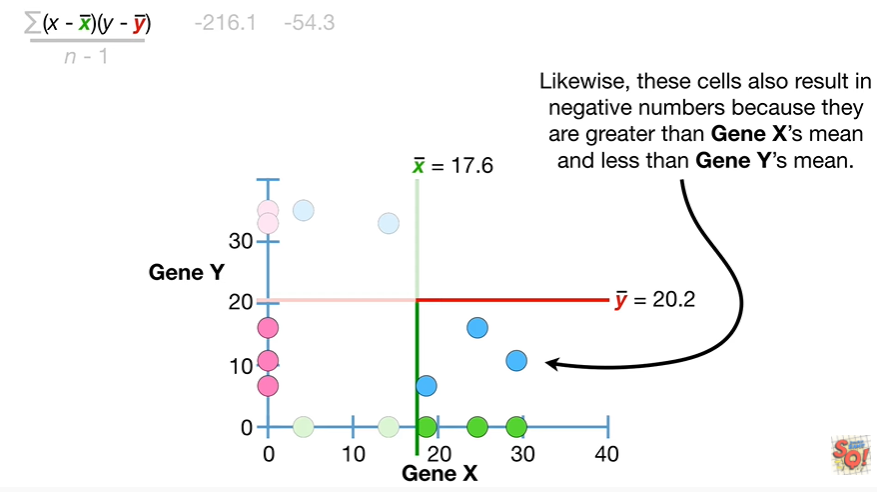 ∑(x - x̄)(y - ȳ) -216.1 -54.3
n - 1
Likewise, these cells also result in
negative numbers because they
are greater than Gene X's mean
and less than Gene Y's mean.
x̄ = 17.6
30
Gene Y
20
ȳ = 20.2
10
0
0 10 20 30 40
Gene X
SQ!